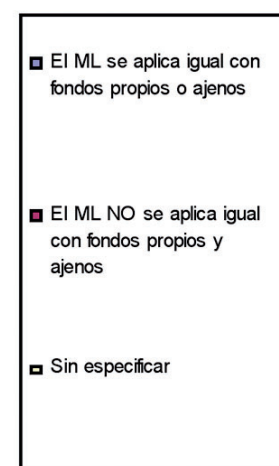 El ML se aplica igual con
fondos propios o ajenos
El ML NO se aplica igual
con fondos propios y
ajenos
Sin especificar